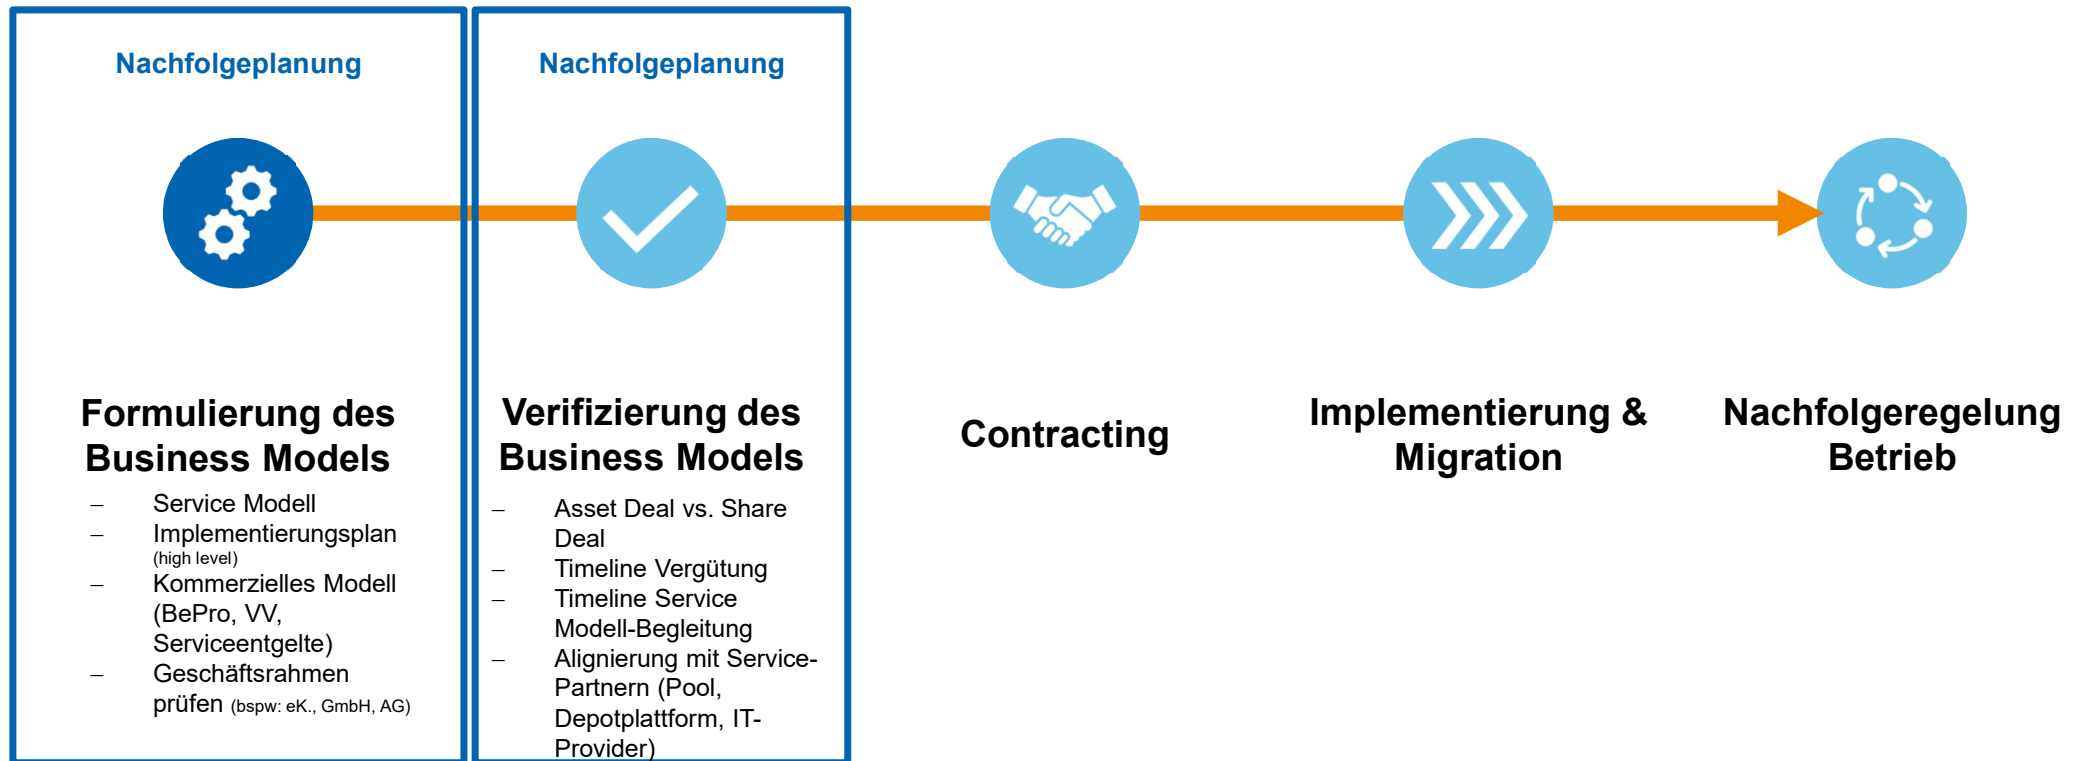 Nachfolgeplanung
Formulierung des
Business Models
– Service Modell
– Implementierungsplan
(high level)
– Kommerzielles Modell
(BePro, VV,
Serviceentgelte)
– Geschäftsrahmen
prüfen (bspw: eK., GmbH, AG)
Nachfolgeplanung
Verifizierung des
Business Models
– Asset Deal vs. Share
Deal
– Timeline Vergütung
– Timeline Service
Modell-Begleitung
– Alignierung mit Service-
Partnern (Pool,
Depotplattform, IT-
Provider)
Contracting
Implementierung &
Migration
Nachfolgeregelung
Betrieb